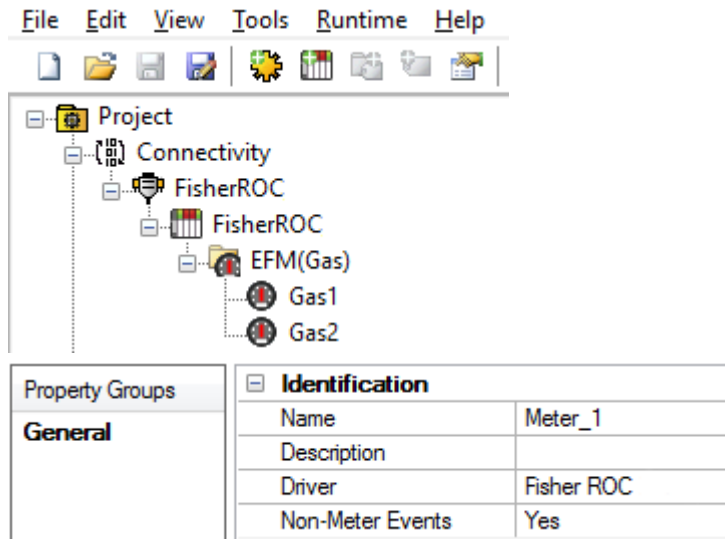 File Edit View Tools Runtime Help
Project
Connectivity
FisherROC
FisherROC
EFM(Gas)
Gas1
Gas2
Property Groups
General
Identification
Name Meter_1
Description
Driver Fisher ROC
Non-Meter Events Yes